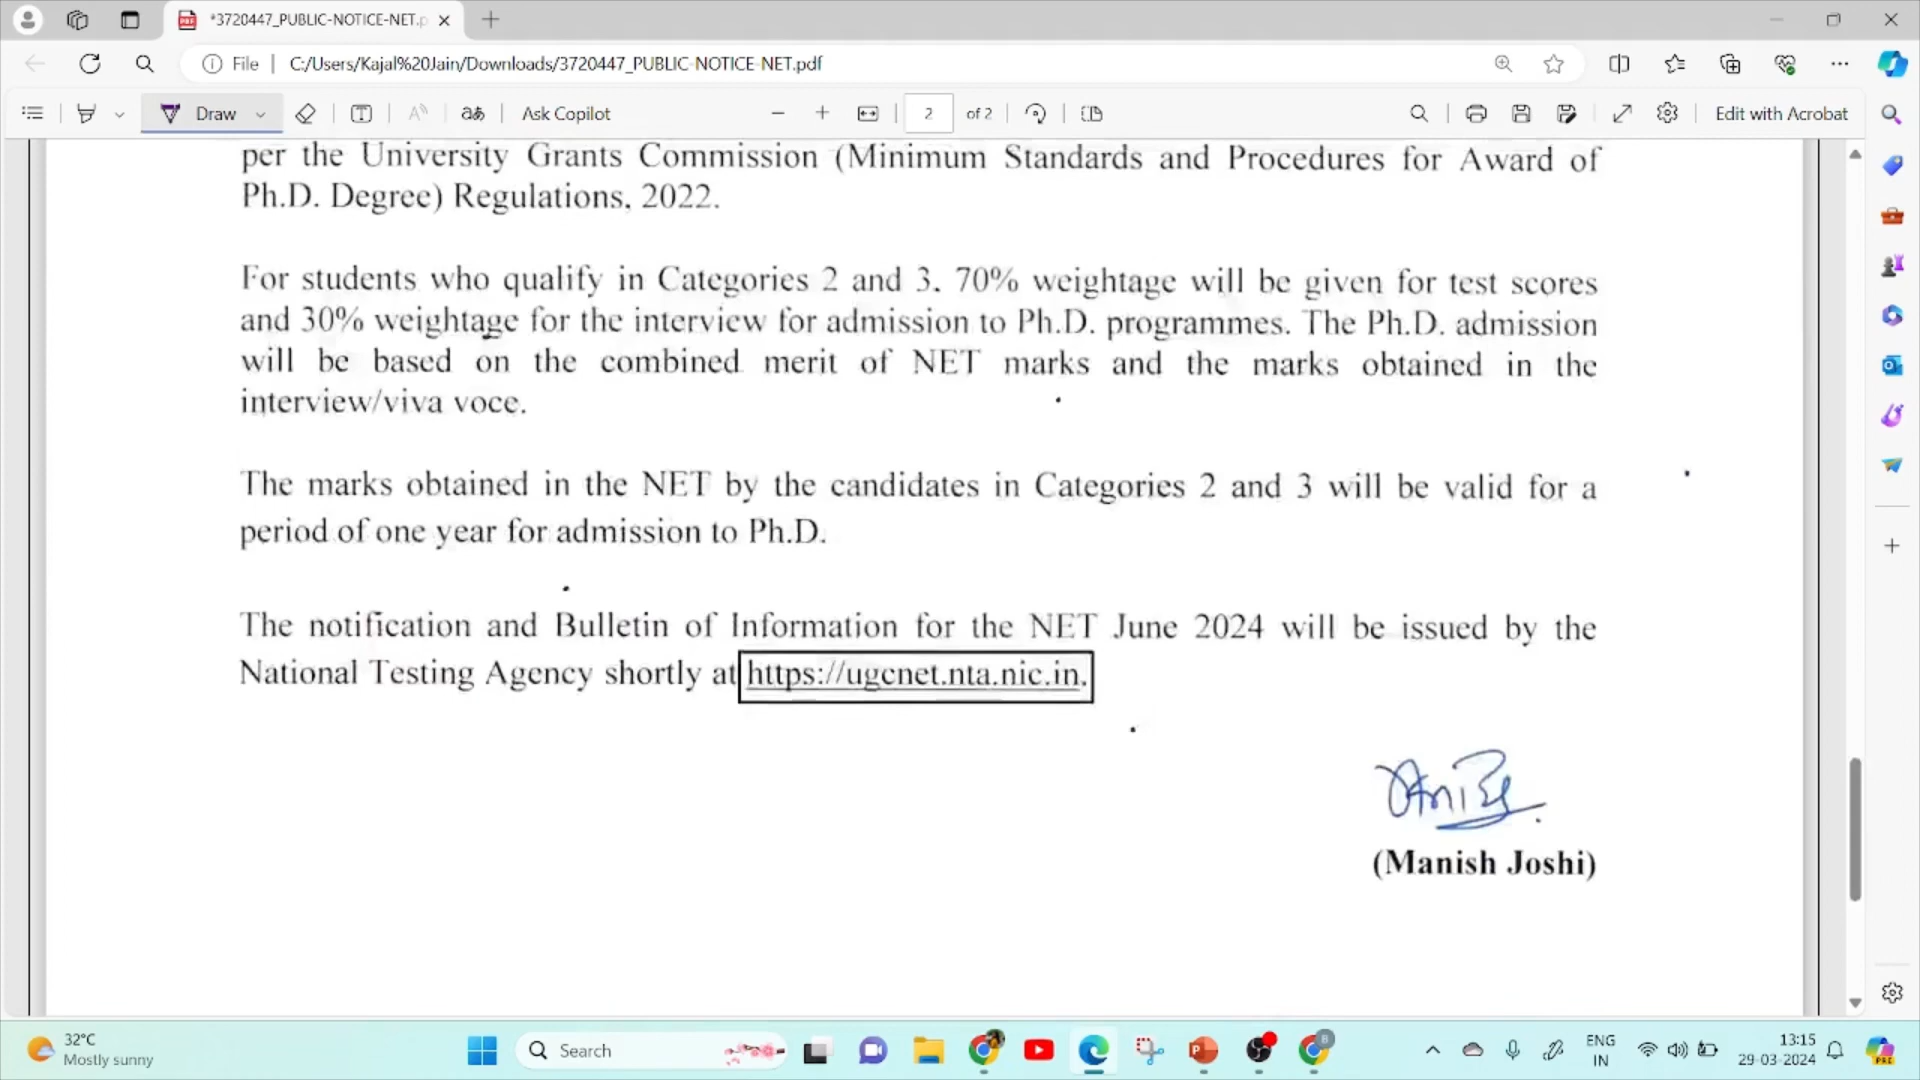 *3720447_PUBLIC-NOTICE-NET.p
File
C:/Users/Kajal%20Jain/Downloads/3720447_PUBLIC-NOTICE-NET.pdf
Draw
Ask Copilot
2 of 2
Edit with Acrobat
per the University Grants Commission (Minimum Standards and Procedures for Award of
Ph.D. Degree) Regulations, 2022.
For students who qualify in Categories 2 and 3, 70% weightage will be given for test scores
and 30% weightage for the interview for admission to Ph.D. programmes. The Ph.D. admission
will be based on the combined merit of NET marks and the marks obtained in the
interview/viva voce.
The marks obtained in the NET by the candidates in Categories 2 and 3 will be valid for a
period of one year for admission to Ph.D.
The notification and Bulletin of Information for the NET June 2024 will be issued by the
National Testing Agency shortly at https://ugcnet.nta.nic.in.
(Manish Joshi)
32°C
Mostly sunny
Search
ENG
IN
13:15
29-03-2024